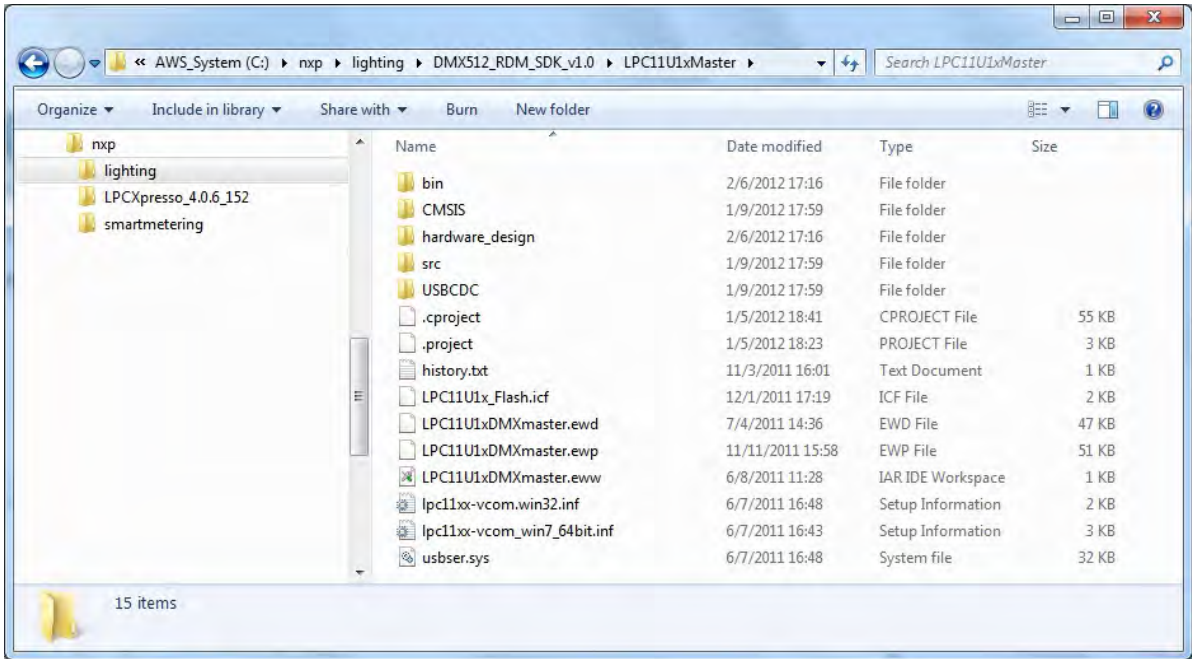 « AWS_System (C:) ▸ nxp ▸ lighting ▸ DMX512_RDM_SDK_v1.0 ▸ LPC11U1xMaster ▸ Search LPC11U1xMaster
Organize Include in library Share with Burn New folder
nxp
lighting
LPCXpresso_4.0.6_152
smartmetering
Name Date modified Type Size
bin 2/6/2012 17:16 File folder
CMSIS 1/9/2012 17:59 File folder
hardware_design 2/6/2012 17:16 File folder
src 1/9/2012 17:59 File folder
USBCDC 1/9/2012 17:59 File folder
.cproject 1/5/2012 18:41 CPROJECT File 55 KB
.project 1/5/2012 18:23 PROJECT File 3 KB
history.txt 11/3/2011 16:01 Text Document 1 KB
LPC11U1x_Flash.icf 12/1/2011 17:19 ICF File 2 KB
LPC11U1xDMXmaster.ewd 7/4/2011 14:36 EWD File 47 KB
LPC11U1xDMXmaster.ewp 11/11/2011 15:58 EWP File 51 KB
LPC11U1xDMXmaster.eww 6/8/2011 11:28 IAR IDE Workspace 1 KB
lpc11xx-vcom.win32.inf 6/7/2011 16:48 Setup Information 2 KB
lpc11xx-vcom_win7_64bit.inf 6/7/2011 16:43 Setup Information 3 KB
usbser.sys 6/7/2011 16:48 System file 32 KB
15 items